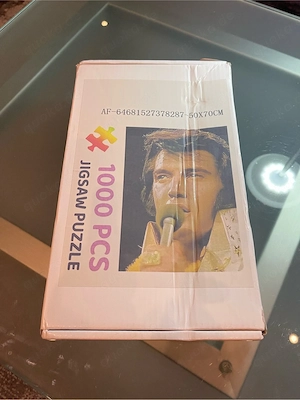 AF-64681527378287-50X70CM
1000 PCS
JIGSAW PUZZLE